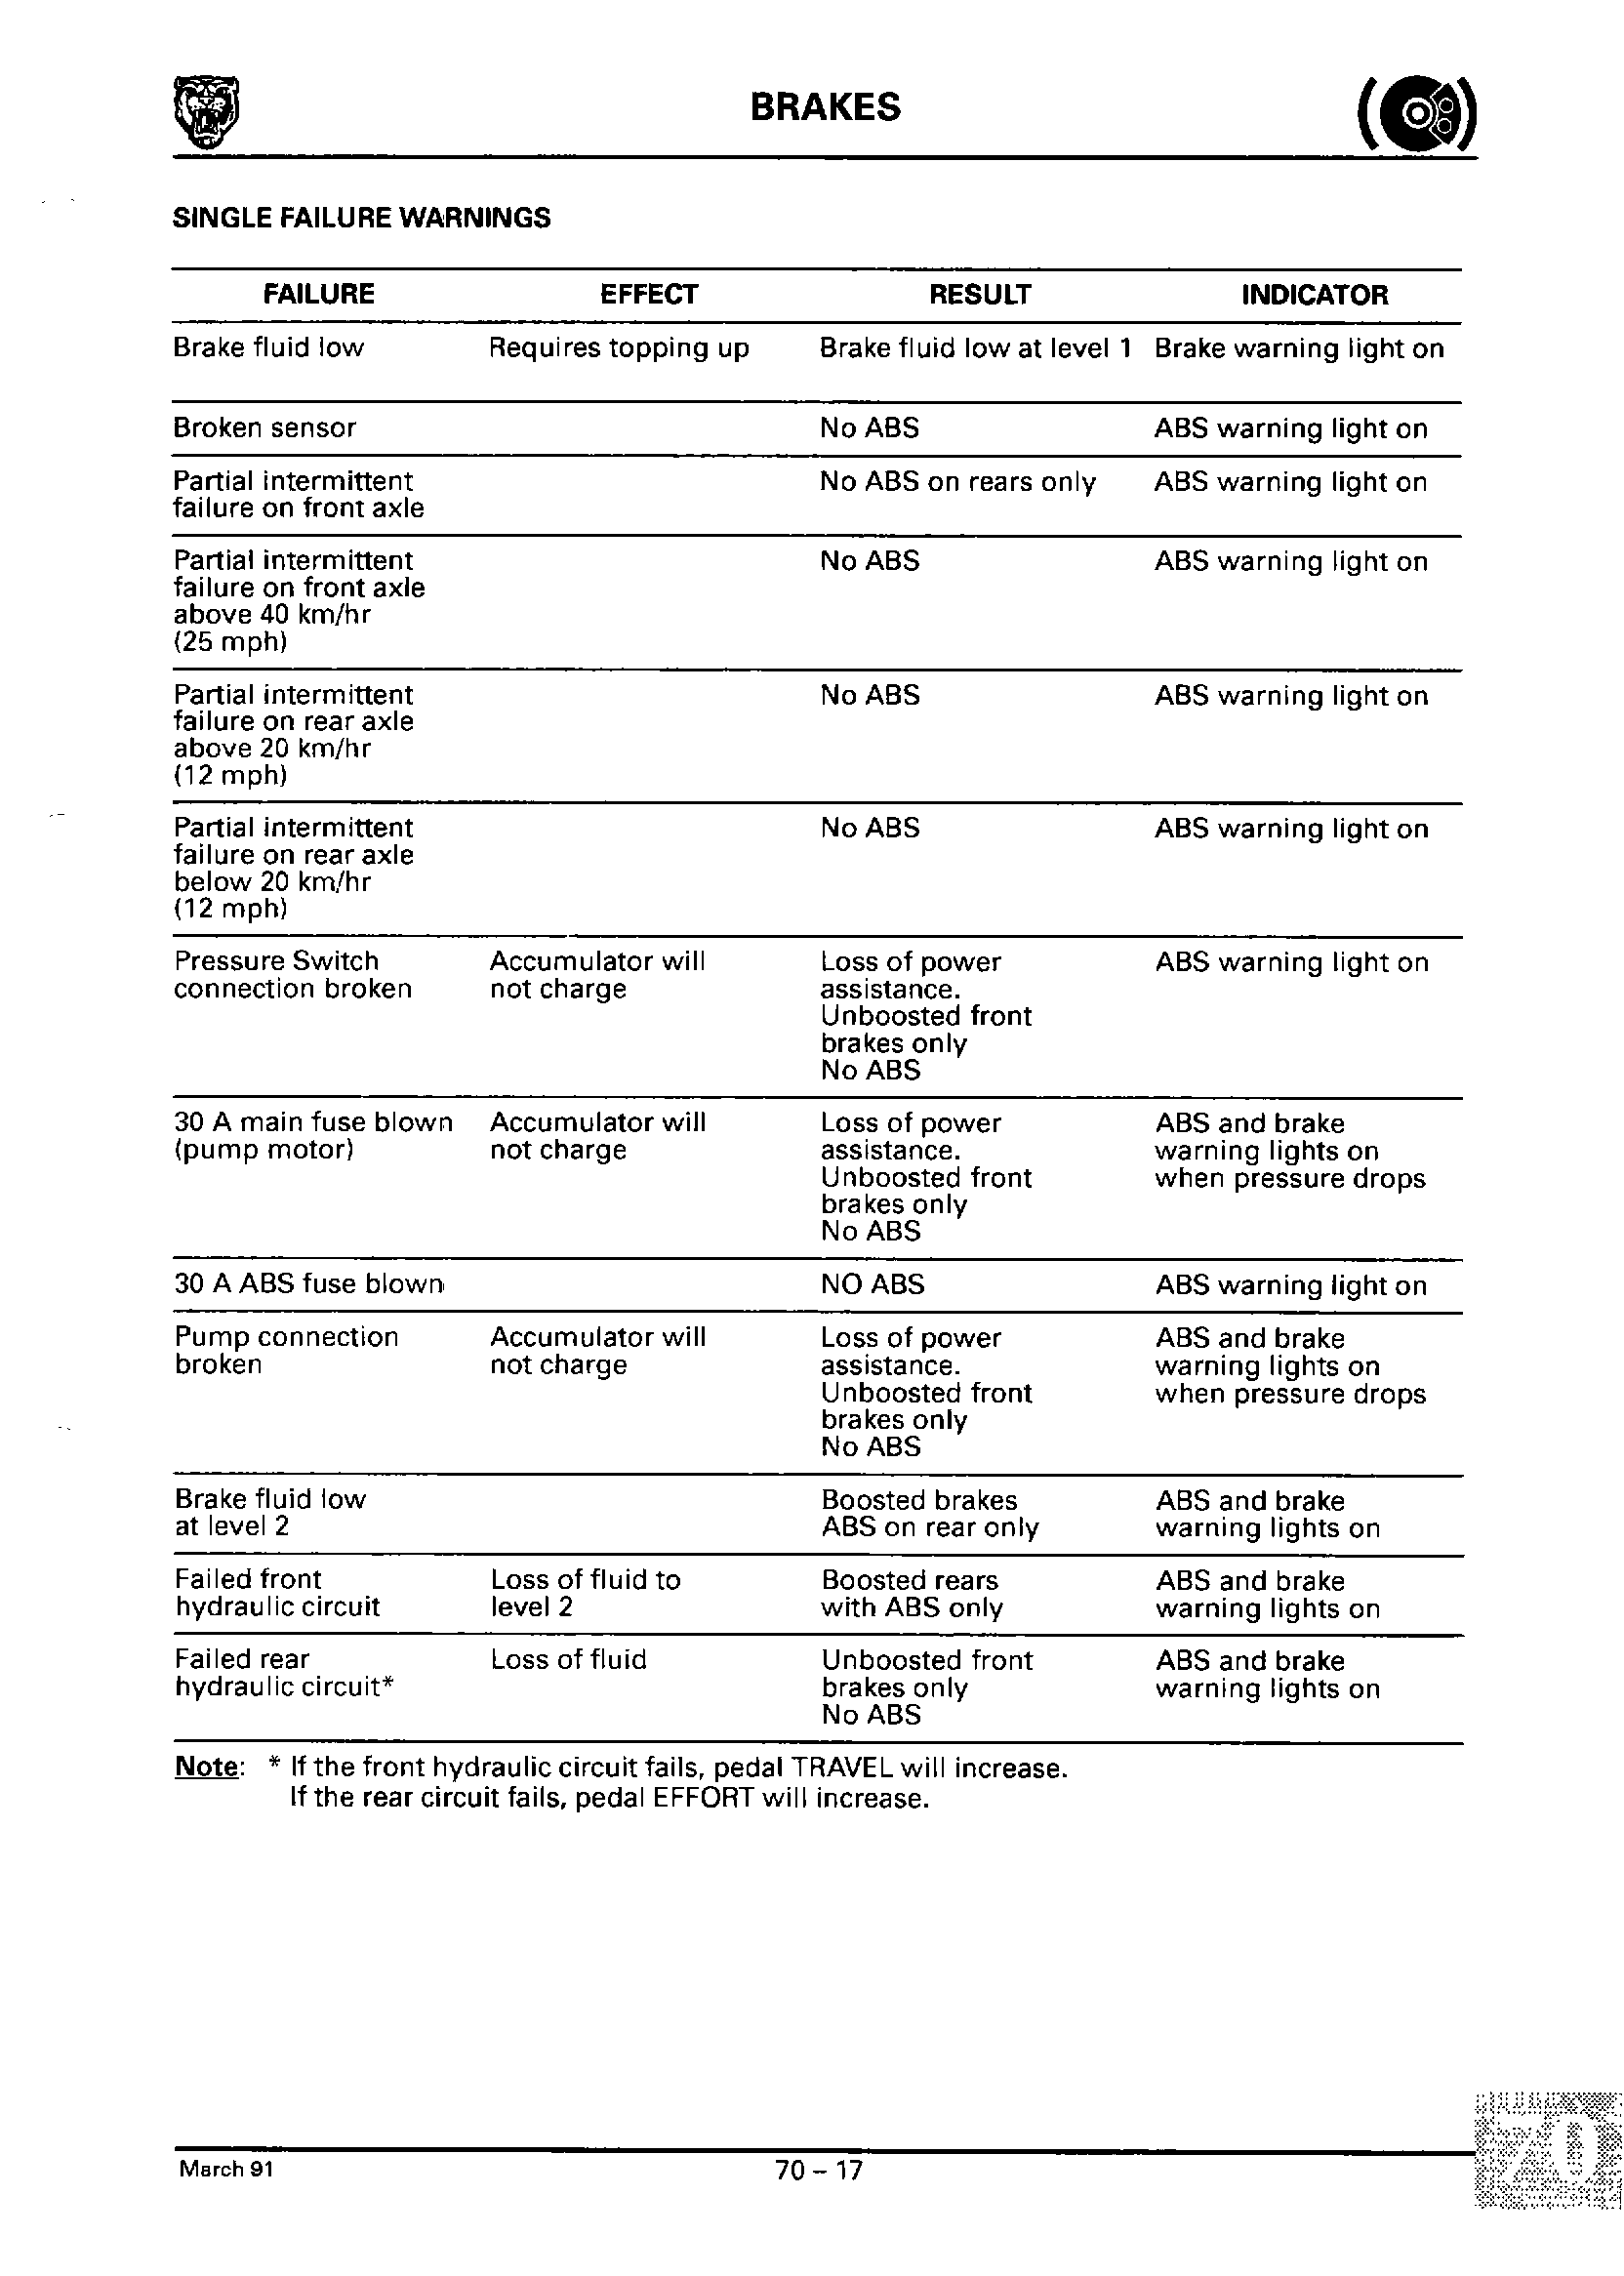 BRAKES
SINGLE FAILURE WARNINGS
FAILURE EFFECT RESULT INDICATOR
Brake fluid low Requires topping up Brake fluid low at level 1 Brake warning light on
Broken sensor No ABS ABS warning light on
Partial intermittent No ABS on rears only ABS warning light on
failure on front axle
Partial intermittent No ABS ABS warning light on
failure on front axle
above 40 km/hr
(25 mph)
Partial intermittent No ABS ABS warning light on
failure on rear axle
above 20 km/hr
(12 mph)
Partial intermittent No ABS ABS warning light on
failure on rear axle
below 20 km/hr
(12 mph)
Pressure Switch Accumulator will Loss of power ABS warning light on
connection broken not charge assistance.
Unboosted front
brakes only
No ABS
30 A main fuse blown Accumulator will Loss of power ABS and brake
(pump motor) not charge assistance. warning lights on
Unboosted front when pressure drops
brakes only
No ABS
30 A ABS fuse blown NO ABS ABS warning light on
Pump connection Accumulator will Loss of power ABS and brake
broken not charge assistance. warning lights on
Unboosted front when pressure drops
brakes only
No ABS
Brake fluid low Boosted brakes ABS and brake
at level 2 ABS on rear only warning lights on
Failed front Loss of fluid to Boosted rears ABS and brake
hydraulic circuit level 2 with ABS only warning lights on
Failed rear Loss of fluid Unboosted front ABS and brake
hydraulic circuit* brakes only warning lights on
No ABS
Note: * If the front hydraulic circuit fails, pedal TRAVEL will increase.
If the rear circuit fails, pedal EFFORT will increase.
March 91 70 – 17
70